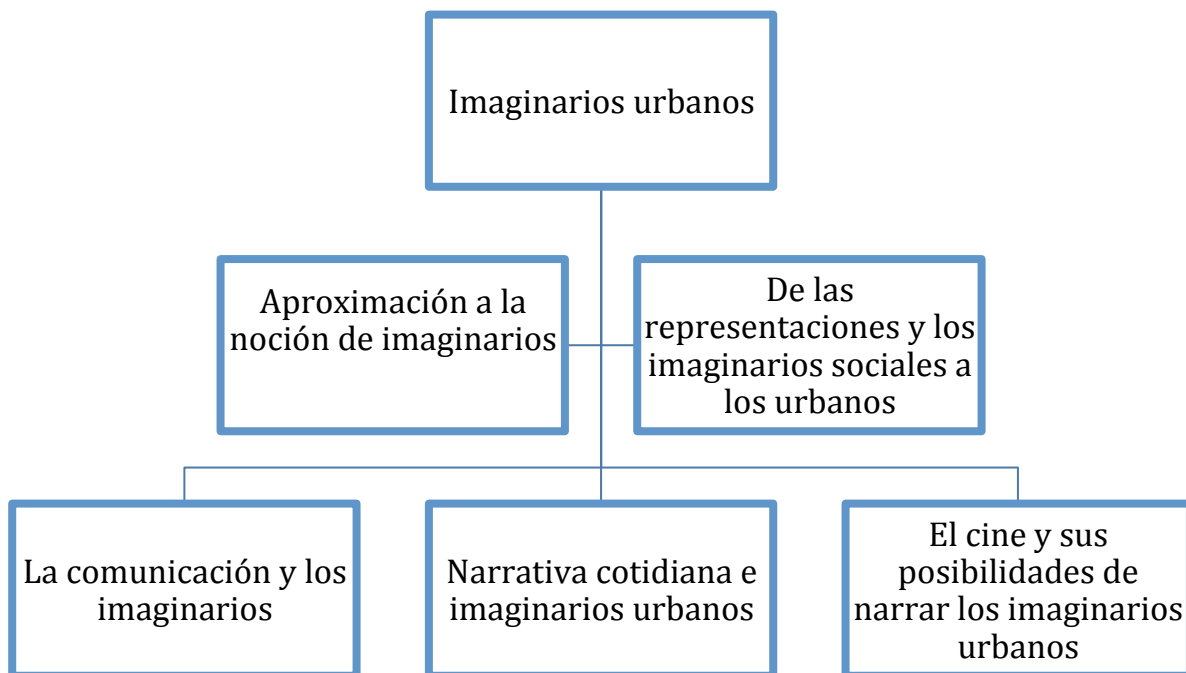 Imaginarios urbanos
Aproximación a la
noción de imaginarios
De las
representaciones y los
imaginarios sociales a
los urbanos
La comunicación y los
imaginarios
Narrativa cotidiana e
imaginarios urbanos
El cine y sus
posibilidades de
narrar los imaginarios
urbanos